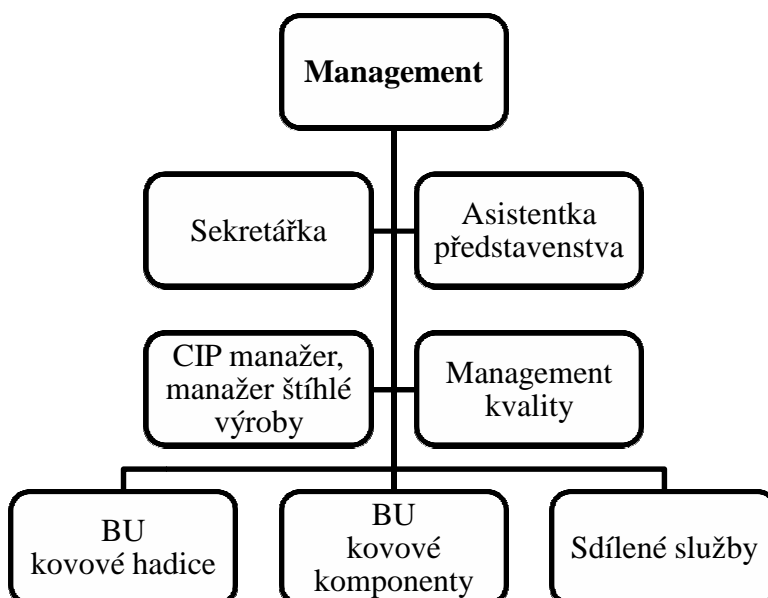 Management
Sekretářka
Asistentka
představenstva
CIP manažer,
manažer štíhlé
výroby
Management
kvality
BU
kovové hadice
BU
kovové
komponenty
Sdílené služby